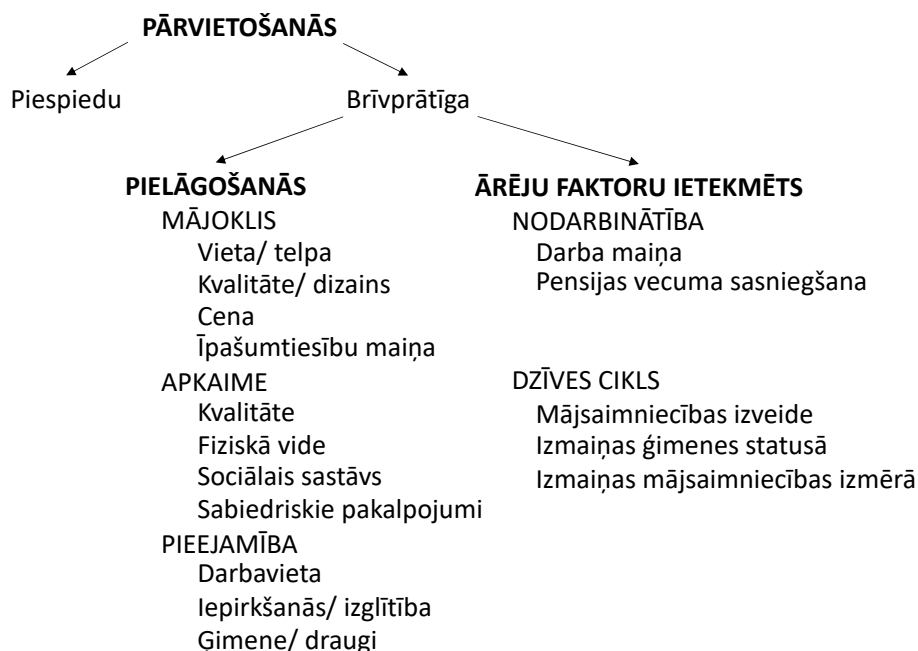 PĀRVIETOŠANĀS
Piespiedu
Brīvprātīga
PIELĀGOŠANĀS
MĀJOKLIS
Vieta/ telpa
Kvalitāte/ dizains
Cena
Īpašumtiesību maiņa
APKAIME
Kvalitāte
Fiziskā vide
Sociālais sastāvs
Sabiedriskie pakalpojumi
PIEEJAMĪBA
Darbavieta
Iepirkšanās/ izglītība
Ģimene/ draugi
ĀRĒJU FAKTORU IETEKMĒTS
NODARBINĀTĪBA
Darba maiņa
Pensijas vecuma sasniegšana
DZĪVES CIKLS
Mājsaimniecības izveide
Izmaiņas ģimenes statusā
Izmaiņas mājsaimniecības izmērā